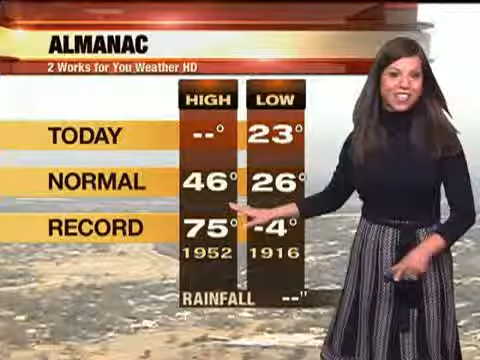 ALMANAC
2 Works for You Weather HD
HIGH LOW
TODAY --° 23°
NORMAL 46° 26°
RECORD 75° -4°
1952 1916
RAINFALL --"